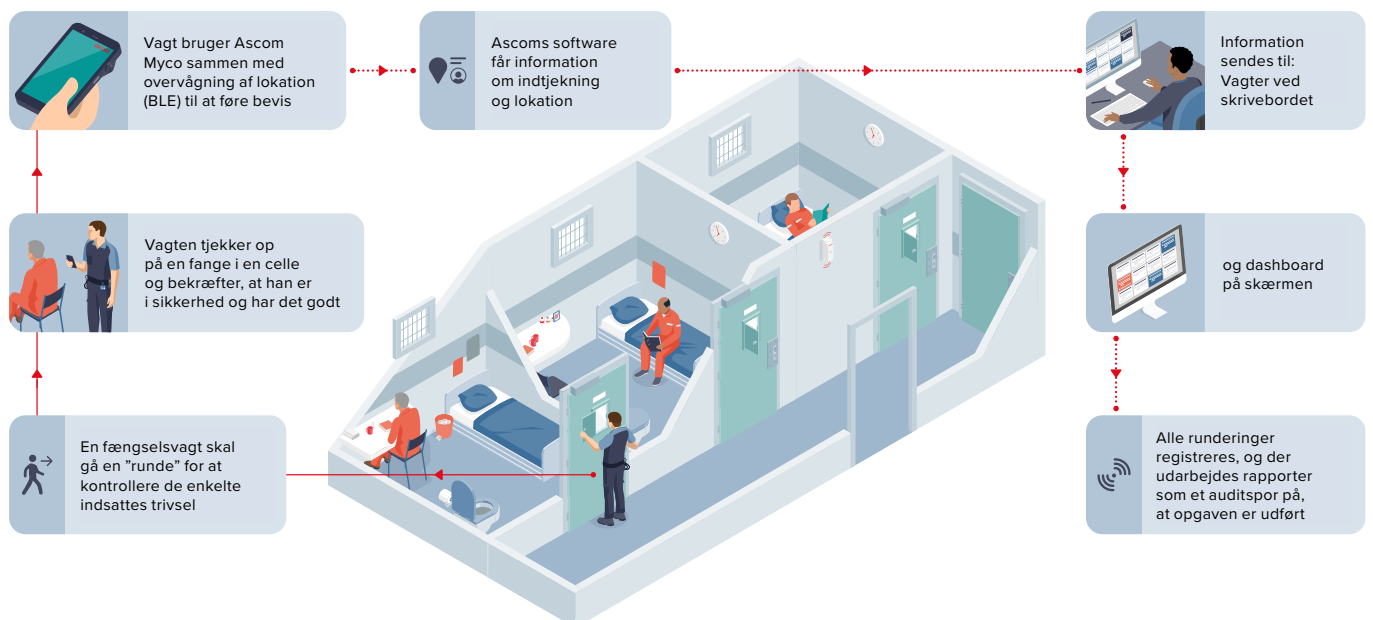 Vagt bruger Ascom
Myco sammen med
overvågning af lokation
(BLE) til at føre bevis
Ascoms software
får information
om indtjekning
og lokation
Information
sendes til:
Vagter ved
skrivebordet
Vagten tjekker op
på en fange i en celle
og bekræfter, at han er
i sikkerhed og har det godt
og dashboard
på skærmen
En fængselsvagt skal
gå en ”runde” for at
kontrollere de enkelte
indsattes trivsel
Alle runderinger
registreres, og der
udarbejdes rapporter
som et auditspor på,
at opgaven er udført